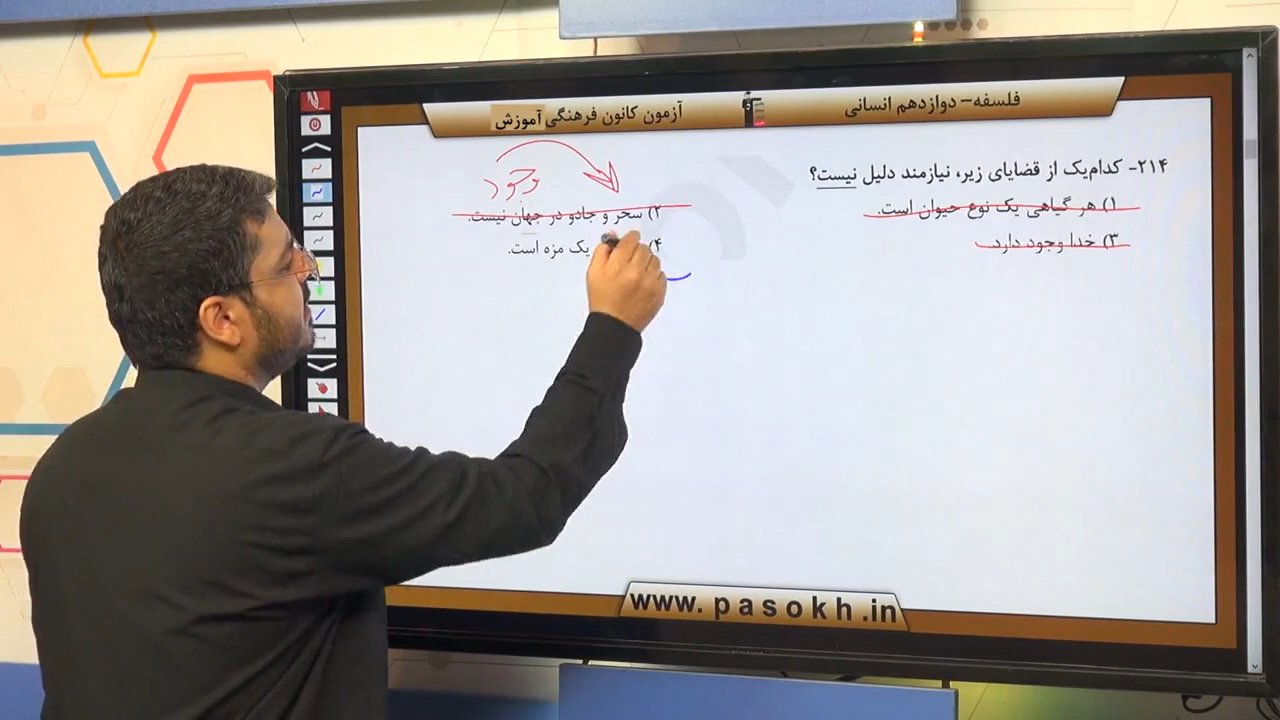 فلسفه- دوازدهم انسانی
آزمون کانون فرهنگی آموزش
۲۱۴- کدام‌یک از قضایای زیر، نیازمند دلیل نیست؟
۱) هر گیاهی یک نوع حیوان است.
۲) سحر و جادو در جهان نیست.
وجود
۳) خدا وجود دارد.
۴) یک مزه است.
www.pasokh.in